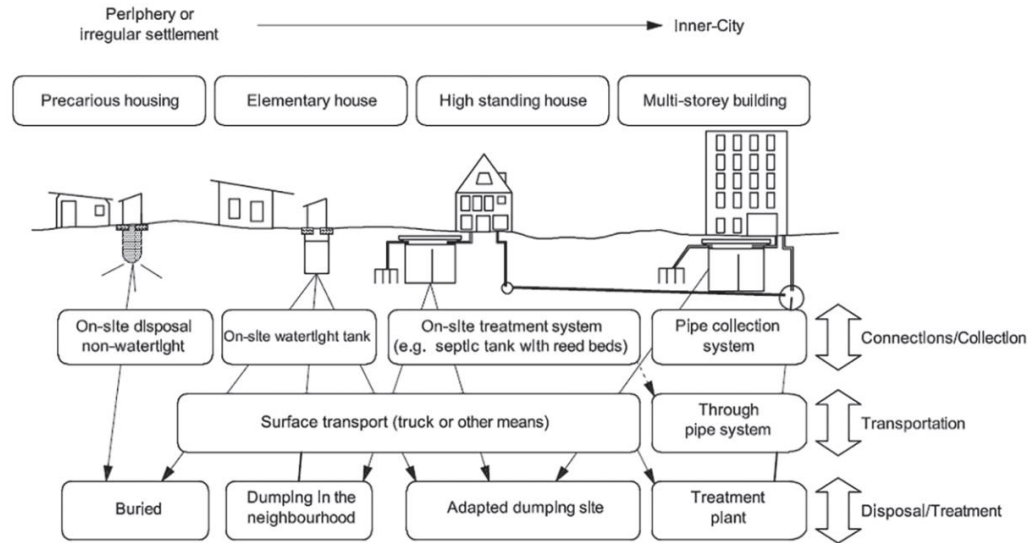 Periphery or
irregular settlement
Inner-City
Precarious housing
Elementary house
High standing house
Multi-storey building
On-site disposal
non-watertight
On-site watertight tank
On-site treatment system
(e.g. septic tank with reed beds)
Pipe collection
system
Connections/Collection
Surface transport (truck or other means)
Through
pipe system
Transportation
Buried
Dumping in the
neighbourhood
Adapted dumping site
Treatment
plant
Disposal/Treatment